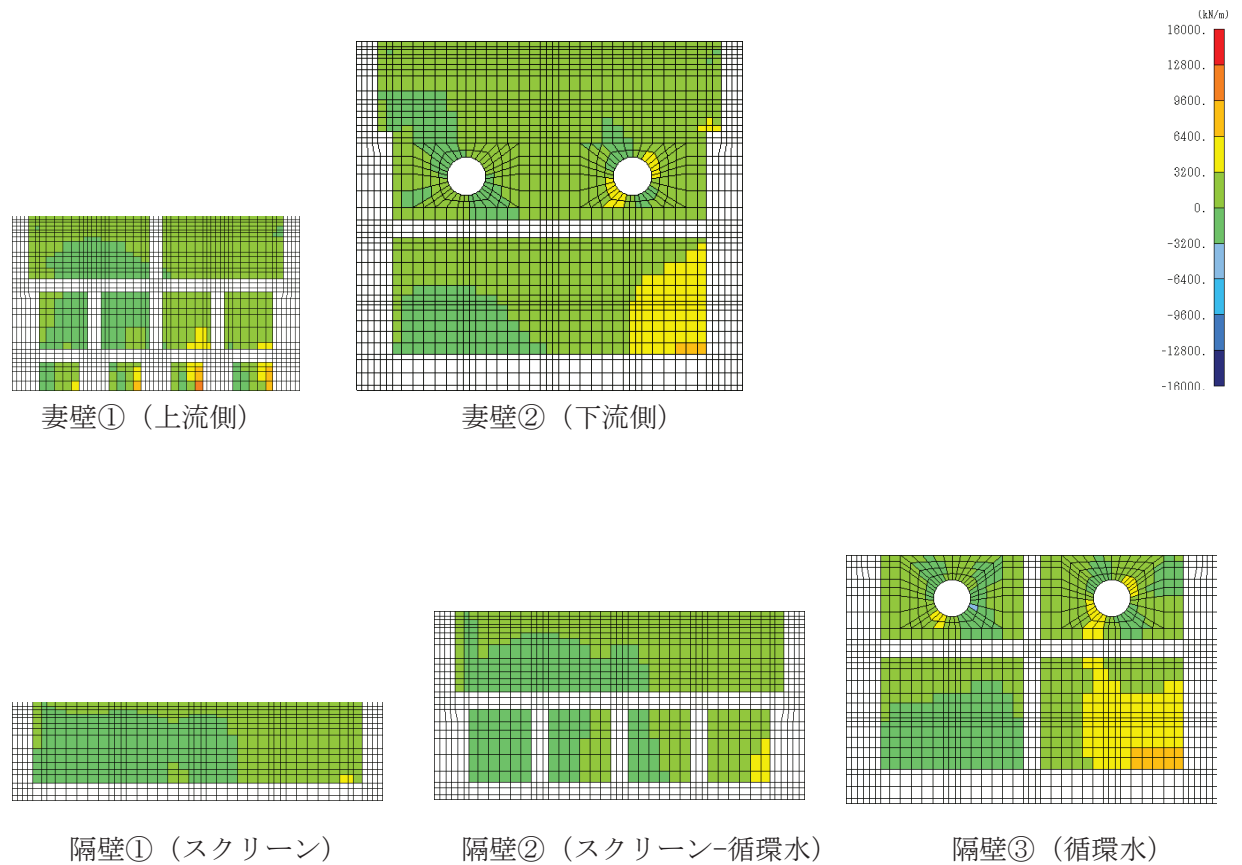 (kN/m)
16000.
12800.
9600.
6400.
3200.
0.
-3200.
-6400.
-9600.
-12800.
-16000.
妻壁①（上流側）
妻壁②（下流側）
隔壁①（スクリーン）
隔壁②（スクリーン-循環水）
隔壁③（循環水）